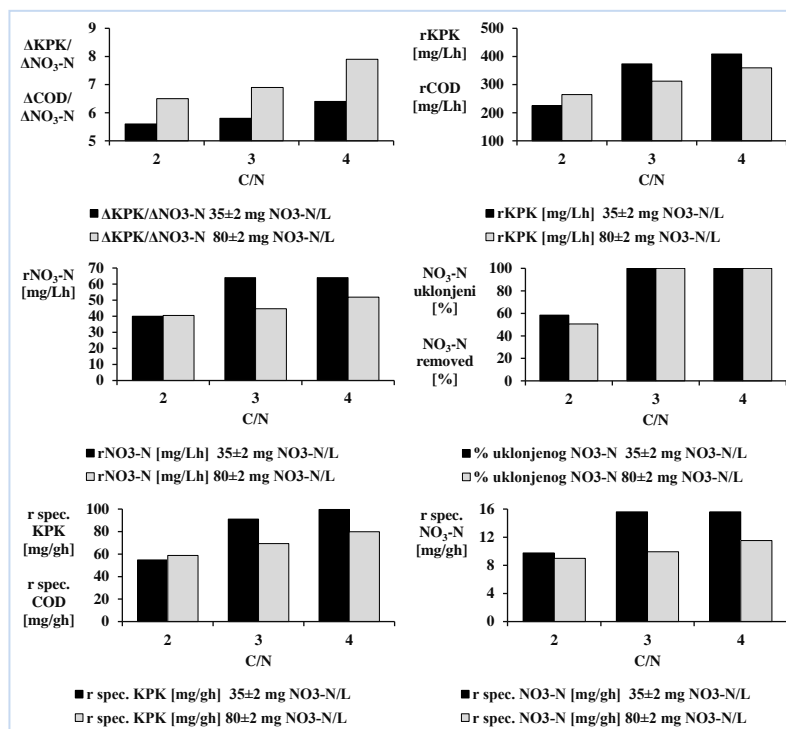 ΔKPK/
ΔNO₃-N
ΔCOD/
ΔNO₃-N
9
8
7
6
5
2 3 4
C/N
ΔKPK/ΔNO3-N 35±2 mg NO3-N/L
ΔKPK/ΔNO3-N 80±2 mg NO3-N/L
rKPK
[mg/Lh]
rCOD
[mg/Lh]
500
400
300
200
100
2 3 4
C/N
rKPK [mg/Lh] 35±2 mg NO3-N/L
rKPK [mg/Lh] 80±2 mg NO3-N/L
rNO₃-N
[mg/Lh]
70
60
50
40
30
20
10
0
2 3 4
C/N
rNO3-N [mg/Lh] 35±2 mg NO3-N/L
rNO3-N [mg/Lh] 80±2 mg NO3-N/L
NO₃-N
uklonjeni
[%]
NO₃-N
removed
[%]
100
80
60
40
20
0
2 3 4
C/N
% uklonjenog NO3-N 35±2 mg NO3-N/L
% uklonjenog NO3-N 80±2 mg NO3-N/L
r spec.
KPK
[mg/gh]
r spec.
COD
[mg/gh]
100
80
60
40
20
0
2 3 4
C/N
r spec. KPK [mg/gh] 35±2 mg NO3-N/L
r spec. KPK [mg/gh] 80±2 mg NO3-N/L
r spec.
NO₃-N
[mg/gh]
16
12
8
4
0
2 3 4
C/N
r spec. NO3-N [mg/gh] 35±2 mg NO3-N/L
r spec. NO3-N [mg/gh] 80±2 mg NO3-N/L